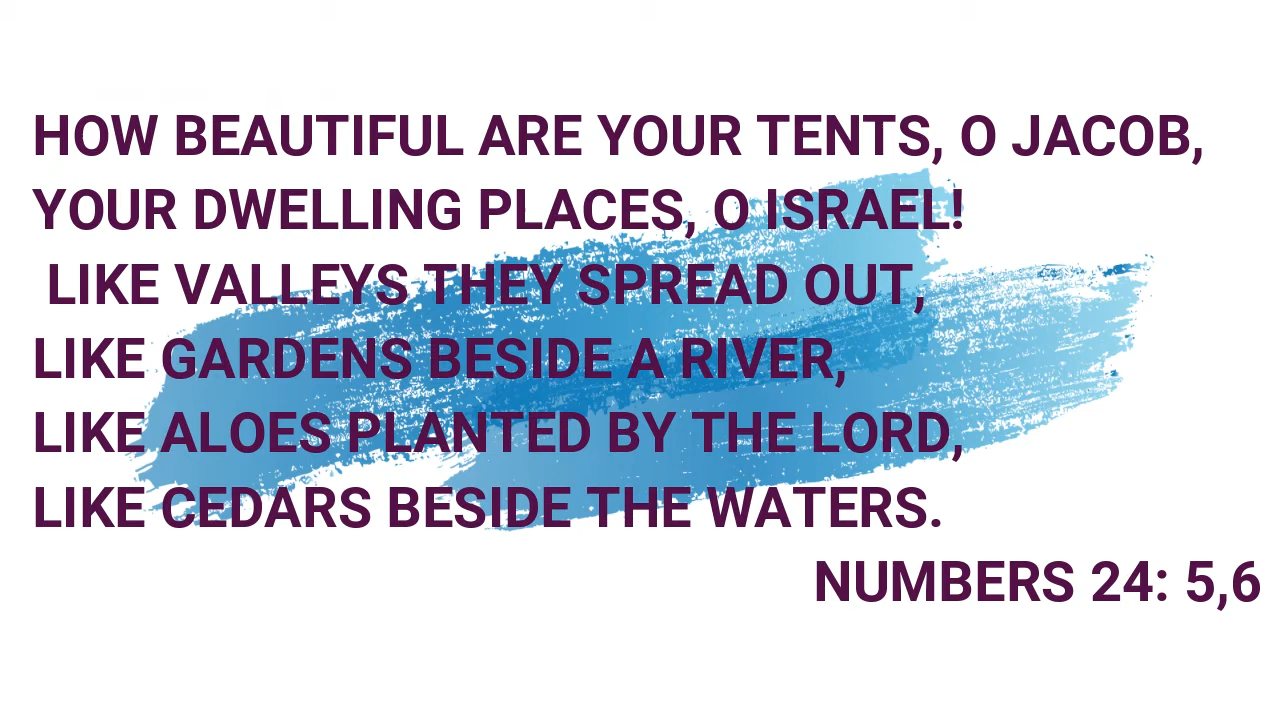 HOW BEAUTIFUL ARE YOUR TENTS, O JACOB,
YOUR DWELLING PLACES, O ISRAEL!
LIKE VALLEYS THEY SPREAD OUT,
LIKE GARDENS BESIDE A RIVER,
LIKE ALOES PLANTED BY THE LORD,
LIKE CEDARS BESIDE THE WATERS.
NUMBERS 24: 5,6